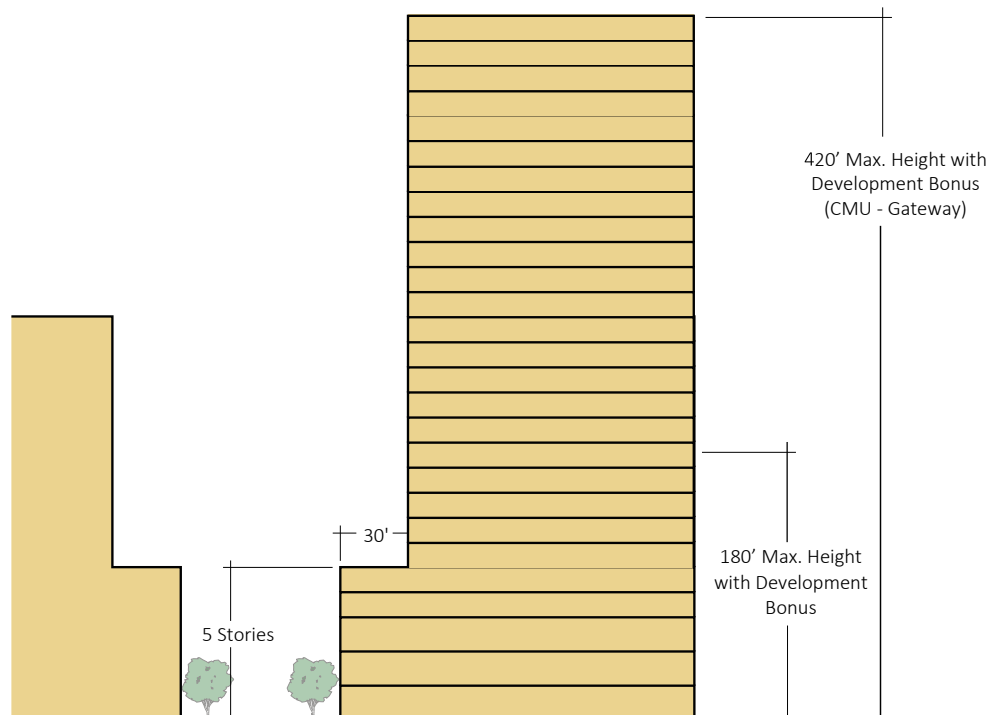 420’ Max. Height with
Development Bonus
(CMU - Gateway)
30'
180’ Max. Height
with Development
Bonus
5 Stories